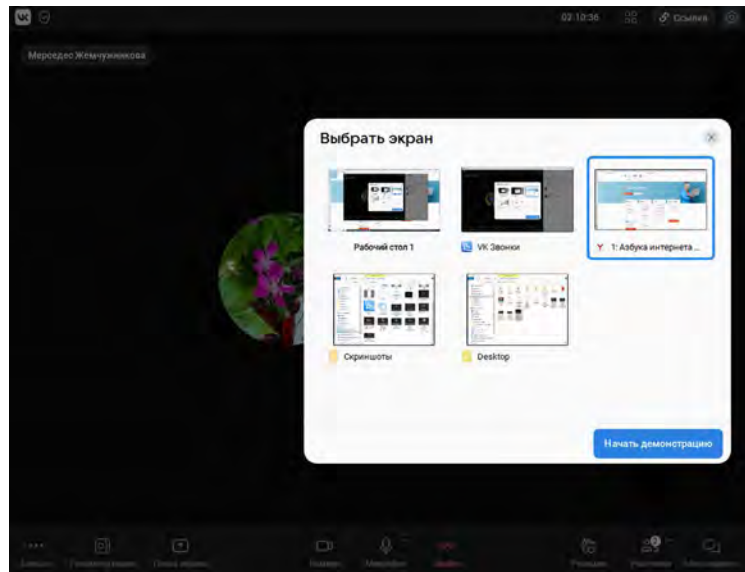 02:10:36
Ссылка
Мерседес Жемчужникова
Выбрать экран
Рабочий стол 1
VK Звонки
1: Азбука интернета ...
Скриншоты
Desktop
Начать демонстрацию